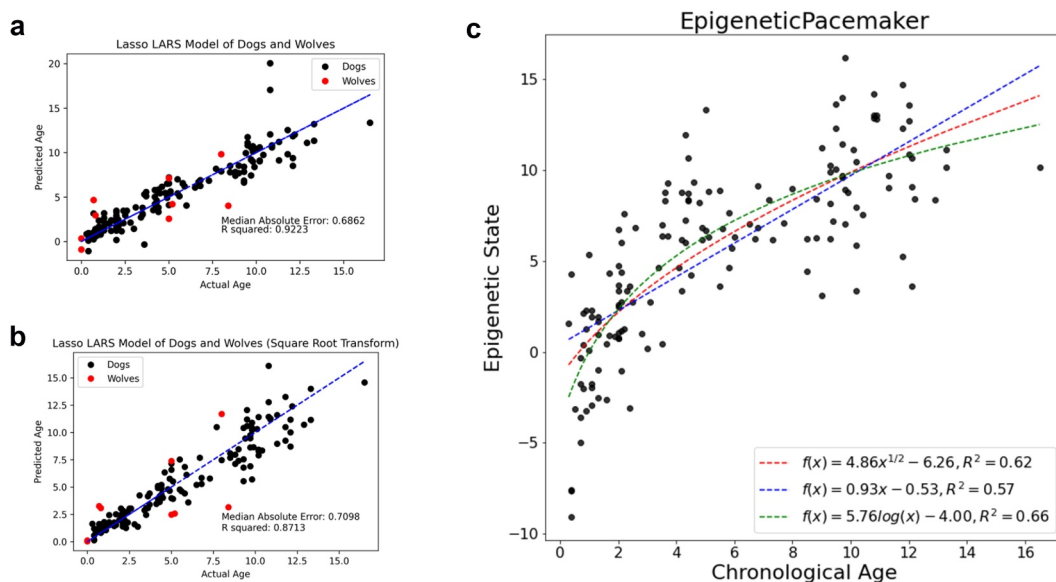 a
Lasso LARS Model of Dogs and Wolves
Dogs
Wolves
Predicted Age
20
15
10
5
0
Median Absolute Error: 0.6862
R squared: 0.9223
0.0 2.5 5.0 7.5 10.0 12.5 15.0
Actual Age
b
Lasso LARS Model of Dogs and Wolves (Square Root Transform)
Dogs
Wolves
Predicted Age
15.0
12.5
10.0
7.5
5.0
2.5
0.0
Median Absolute Error: 0.7098
R squared: 0.8713
0.0 2.5 5.0 7.5 10.0 12.5 15.0
Actual Age
c
EpigeneticPacemaker
Epigenetic State
15
10
5
0
−5
−10
f(x) = 4.86x^{1/2} − 6.26, R² = 0.62
f(x) = 0.93x − 0.53, R² = 0.57
f(x) = 5.76log(x) − 4.00, R² = 0.66
0 2 4 6 8 10 12 14 16
Chronological Age